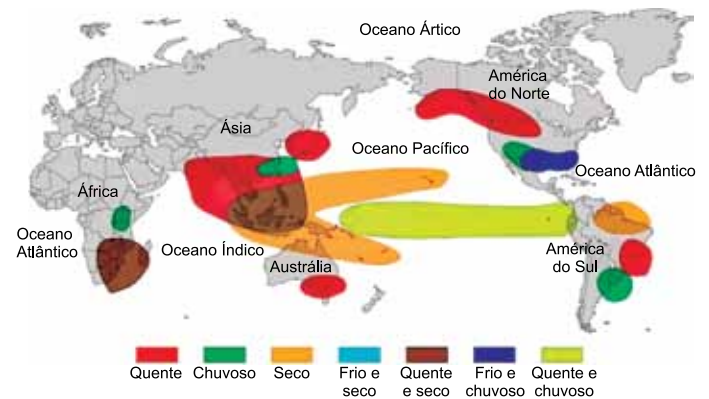 Oceano Ártico
América
do Norte
Ásia
Oceano Pacífico
Oceano Atlântico
África
Oceano
Atlântico
Oceano Índico
Austrália
América
do Sul
Quente
Chuvoso
Seco
Frio e
seco
Quente
e seco
Frio e
chuvoso
Quente e
chuvoso